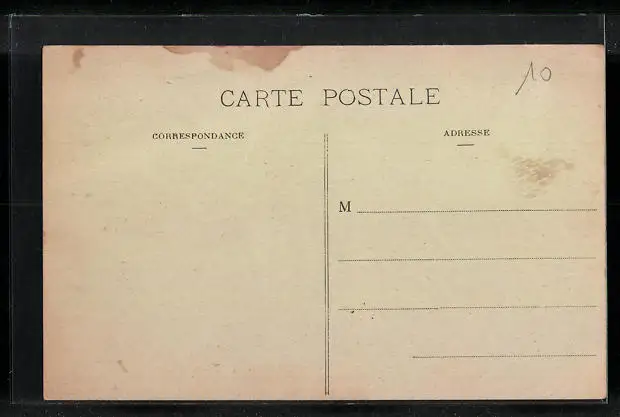 10
CARTE POSTALE
CORRESPONDANCE
ADRESSE
M